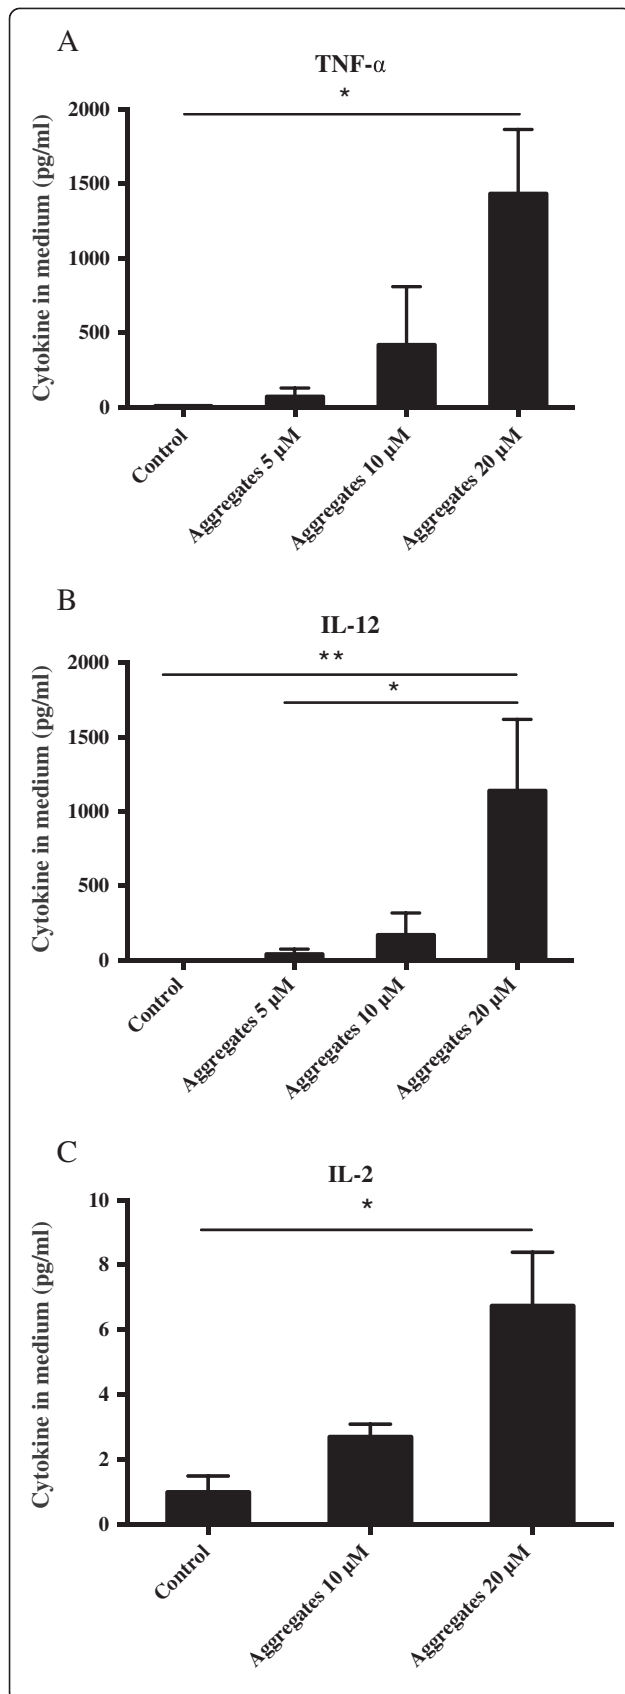 A
TNF-α
*
Cytokine in medium (pg/ml)
2000
1500
1000
500
0
Control
Aggregates 5 µM
Aggregates 10 µM
Aggregates 20 µM
B
IL-12
**
*
Cytokine in medium (pg/ml)
2000
1500
1000
500
0
Control
Aggregates 5 µM
Aggregates 10 µM
Aggregates 20 µM
C
IL-2
*
Cytokine in medium (pg/ml)
10
8
6
4
2
0
Control
Aggregates 10 µM
Aggregates 20 µM